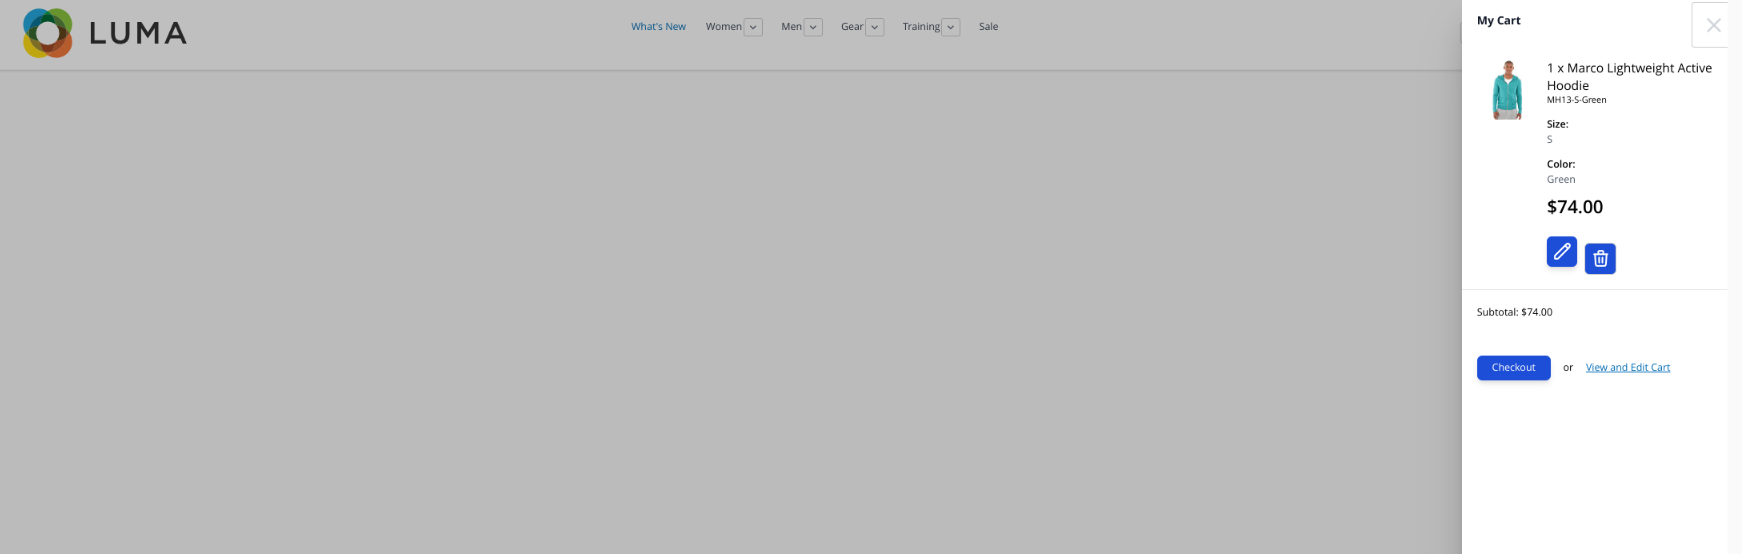 LUMA
What's New Women Men Gear Training Sale
My Cart
1 x Marco Lightweight Active
Hoodie
MH13-S-Green
Size:
S
Color:
Green
$74.00
Subtotal: $74.00
Checkout or View and Edit Cart